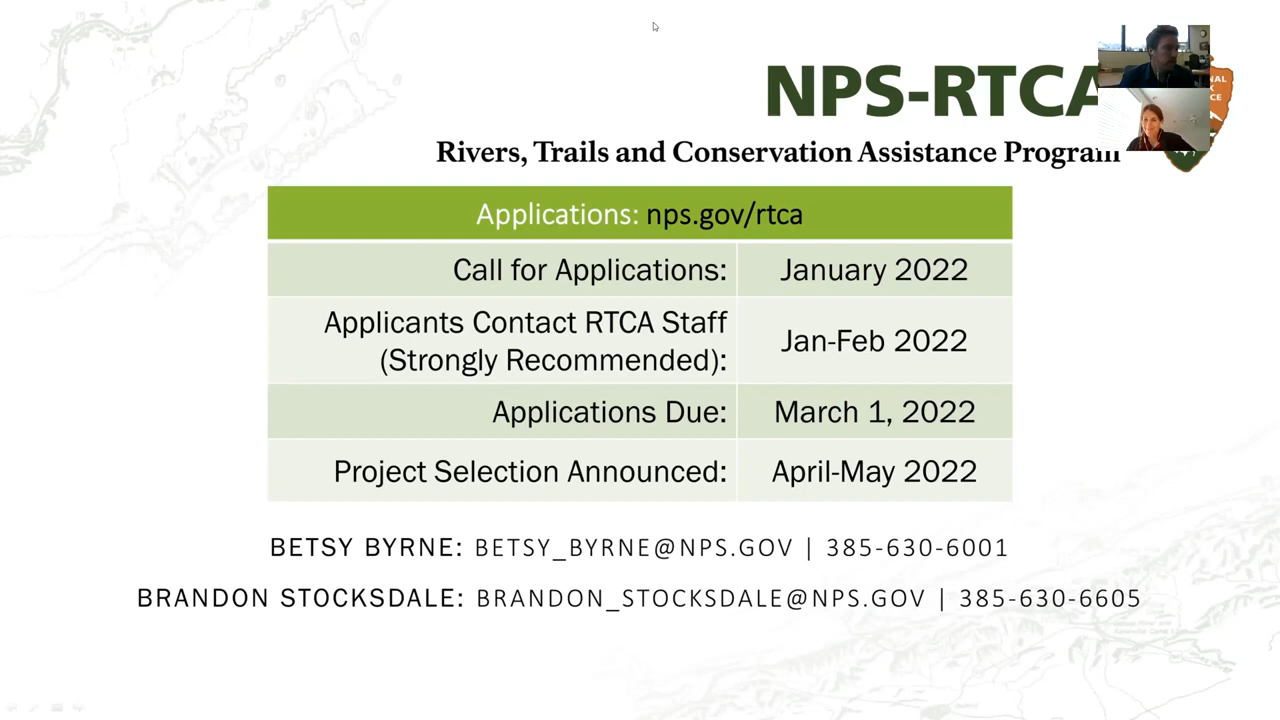 NPS-RTCA
NAL
K
CE
Rivers, Trails and Conservation Assistance Program
Applications: nps.gov/rtca
Call for Applications: January 2022
Applicants Contact RTCA Staff
(Strongly Recommended): Jan-Feb 2022
Applications Due: March 1, 2022
Project Selection Announced: April-May 2022
BETSY BYRNE: BETSY_BYRNE@NPS.GOV | 385-630-6001
BRANDON STOCKSDALE: BRANDON_STOCKSDALE@NPS.GOV | 385-630-6605